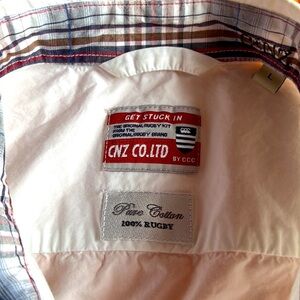 L
GET STUCK IN
THE ORIGINAL RUGBY KIT
FROM THE
ORIGINAL RUGBY BRAND
CCC
CNZ CO.LTD
BY CCC
Pure Cotton
100% RUGBY